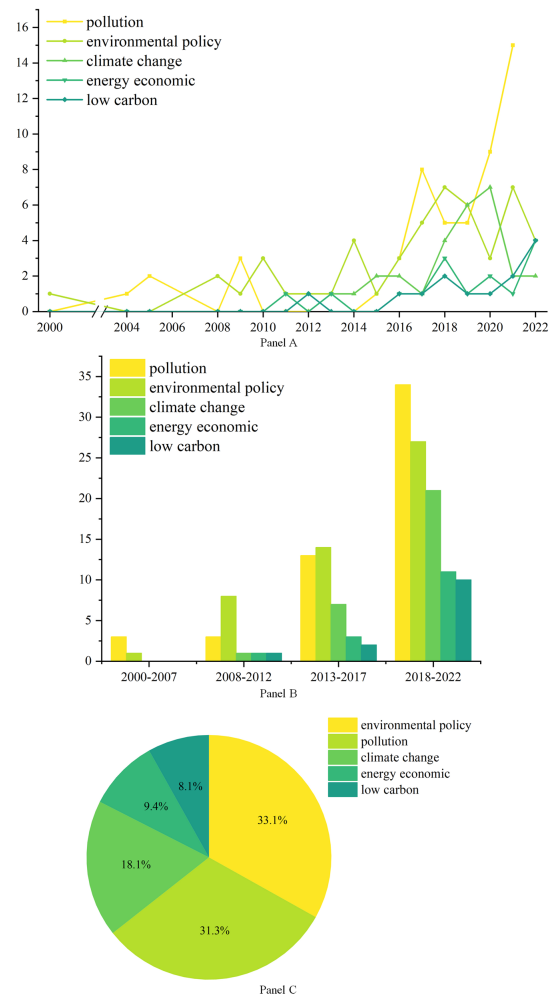 16
14
12
10
8
6
4
2
0
pollution
environmental policy
climate change
energy economic
low carbon
2000 2004 2006 2008 2010 2012 2014 2016 2018 2020 2022
Panel A
35
30
25
20
15
10
5
0
pollution
environmental policy
climate change
energy economic
low carbon
2000-2007 2008-2012 2013-2017 2018-2022
Panel B
environmental policy
pollution
climate change
energy economic
low carbon
8.1%
9.4%
33.1%
18.1%
31.3%
Panel C